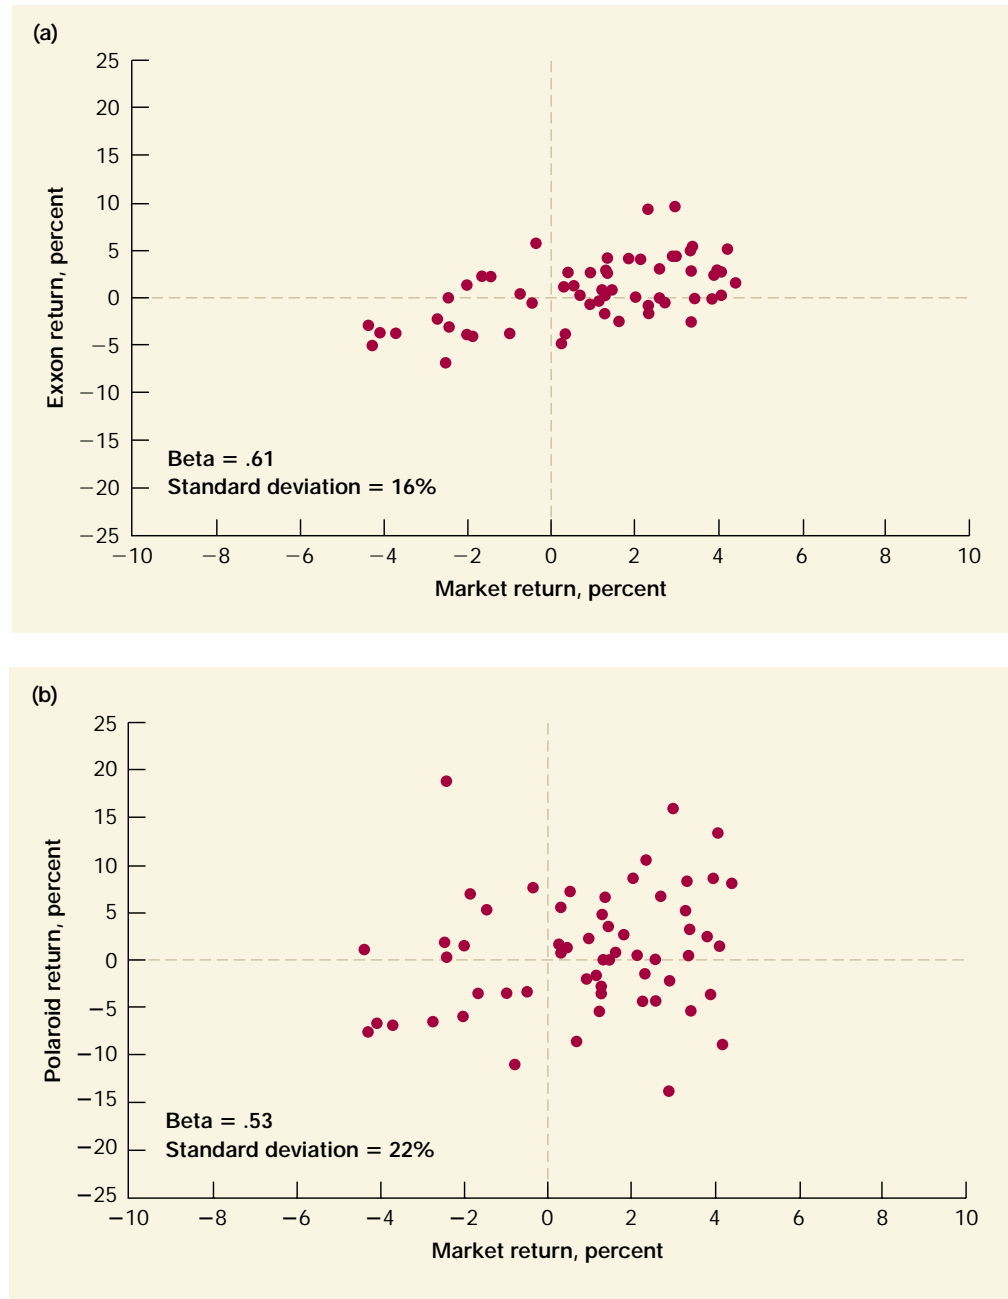 (a)
25
20
15
10
5
0
−5
−10
−15
−20
−25
Exxon return, percent
Beta = .61
Standard deviation = 16%
−10 −8 −6 −4 −2 0 2 4 6 8 10
Market return, percent
(b)
25
20
15
10
5
0
−5
−10
−15
−20
−25
Polaroid return, percent
Beta = .53
Standard deviation = 22%
−10 −8 −6 −4 −2 0 2 4 6 8 10
Market return, percent